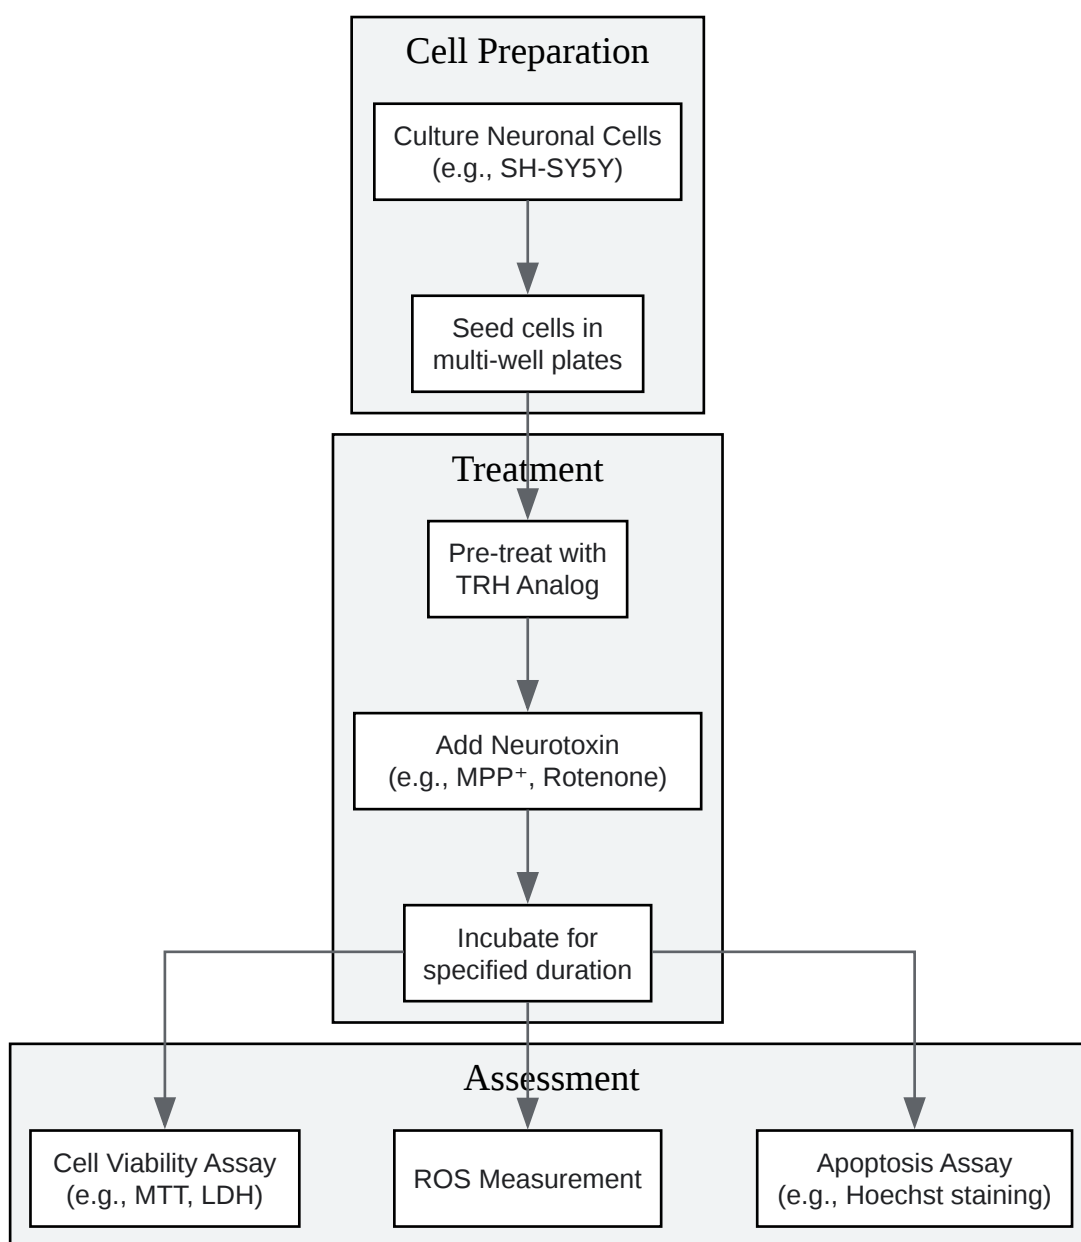 Cell Preparation
Culture Neuronal Cells
(e.g., SH-SY5Y)
Seed cells in
multi-well plates
Treatment
Pre-treat with
TRH Analog
Add Neurotoxin
(e.g., MPP⁺, Rotenone)
Incubate for
specified duration
Assessment
Cell Viability Assay
(e.g., MTT, LDH)
ROS Measurement
Apoptosis Assay
(e.g., Hoechst staining)